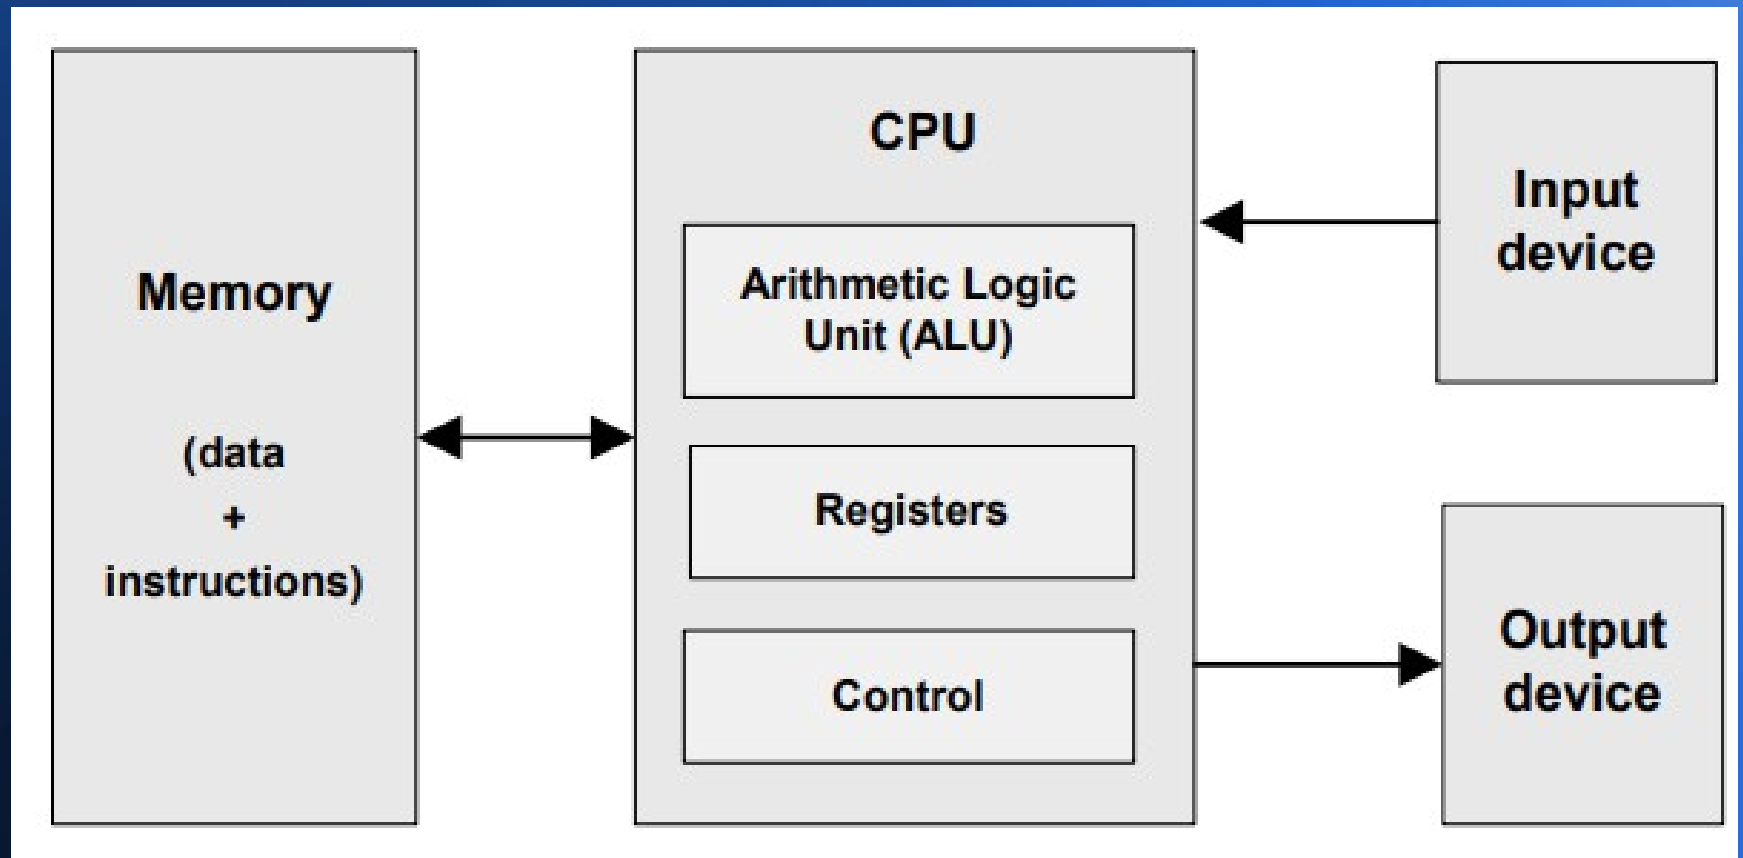 Memory
(data
+
instructions)
CPU
Arithmetic Logic
Unit (ALU)
Registers
Control
Input
device
Output
device